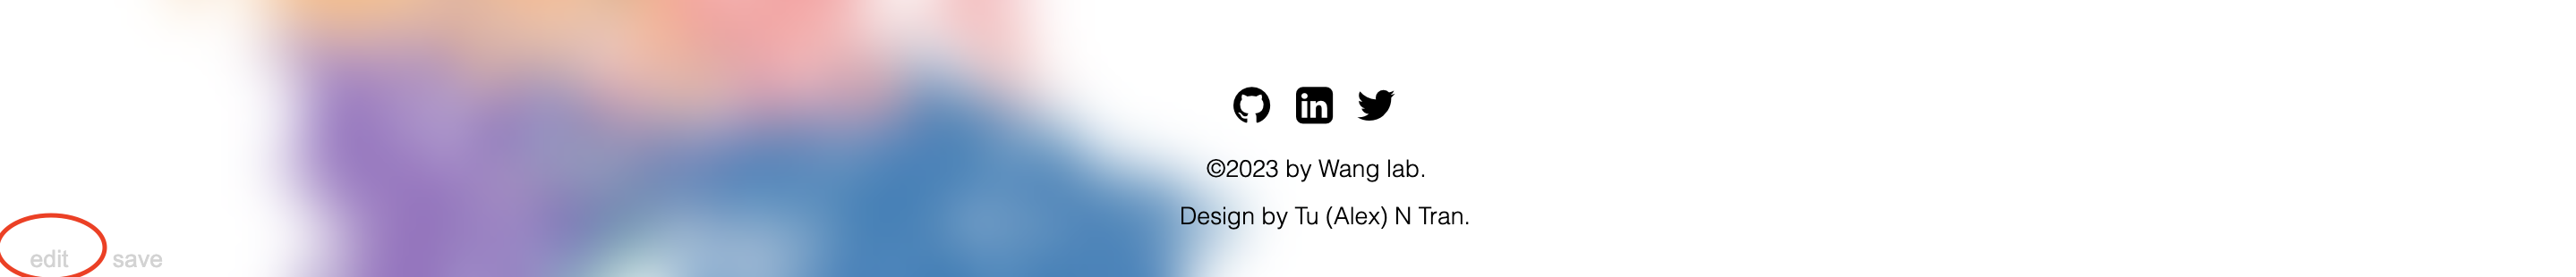 ©2023 by Wang lab.
Design by Tu (Alex) N Tran.
edit save